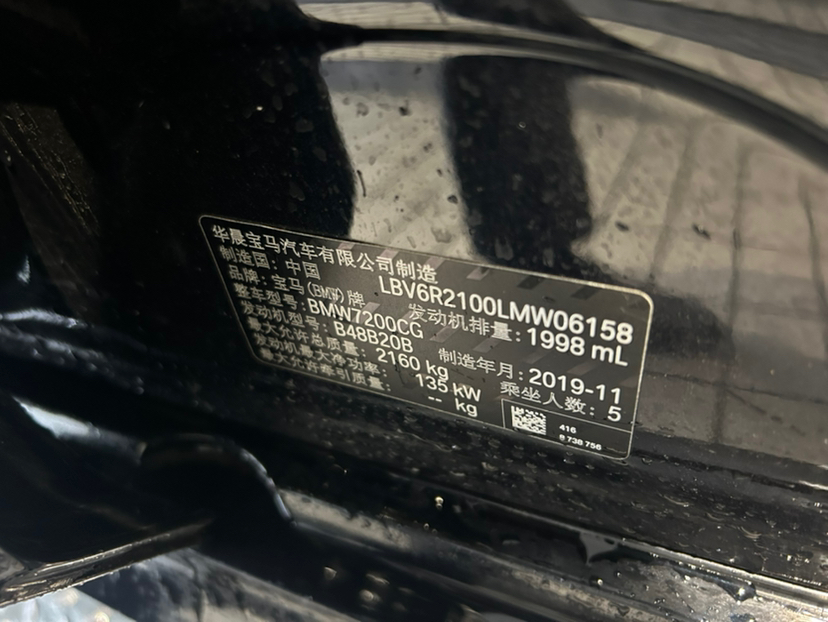 华晨宝马汽车有限公司制造
制造国: 中国
LBV6R2100LMW06158
品牌: 宝马(BMW)牌
整车型号: BMW7200CG
发动机排量: 1998 mL
发动机型号: B48B20B
最大允许总质量: 2160 kg
制造年月: 2019-11
发动机最大净功率: 135 kW
乘坐人数: 5
最大允许牵引质量: -- kg
416
8 738 756